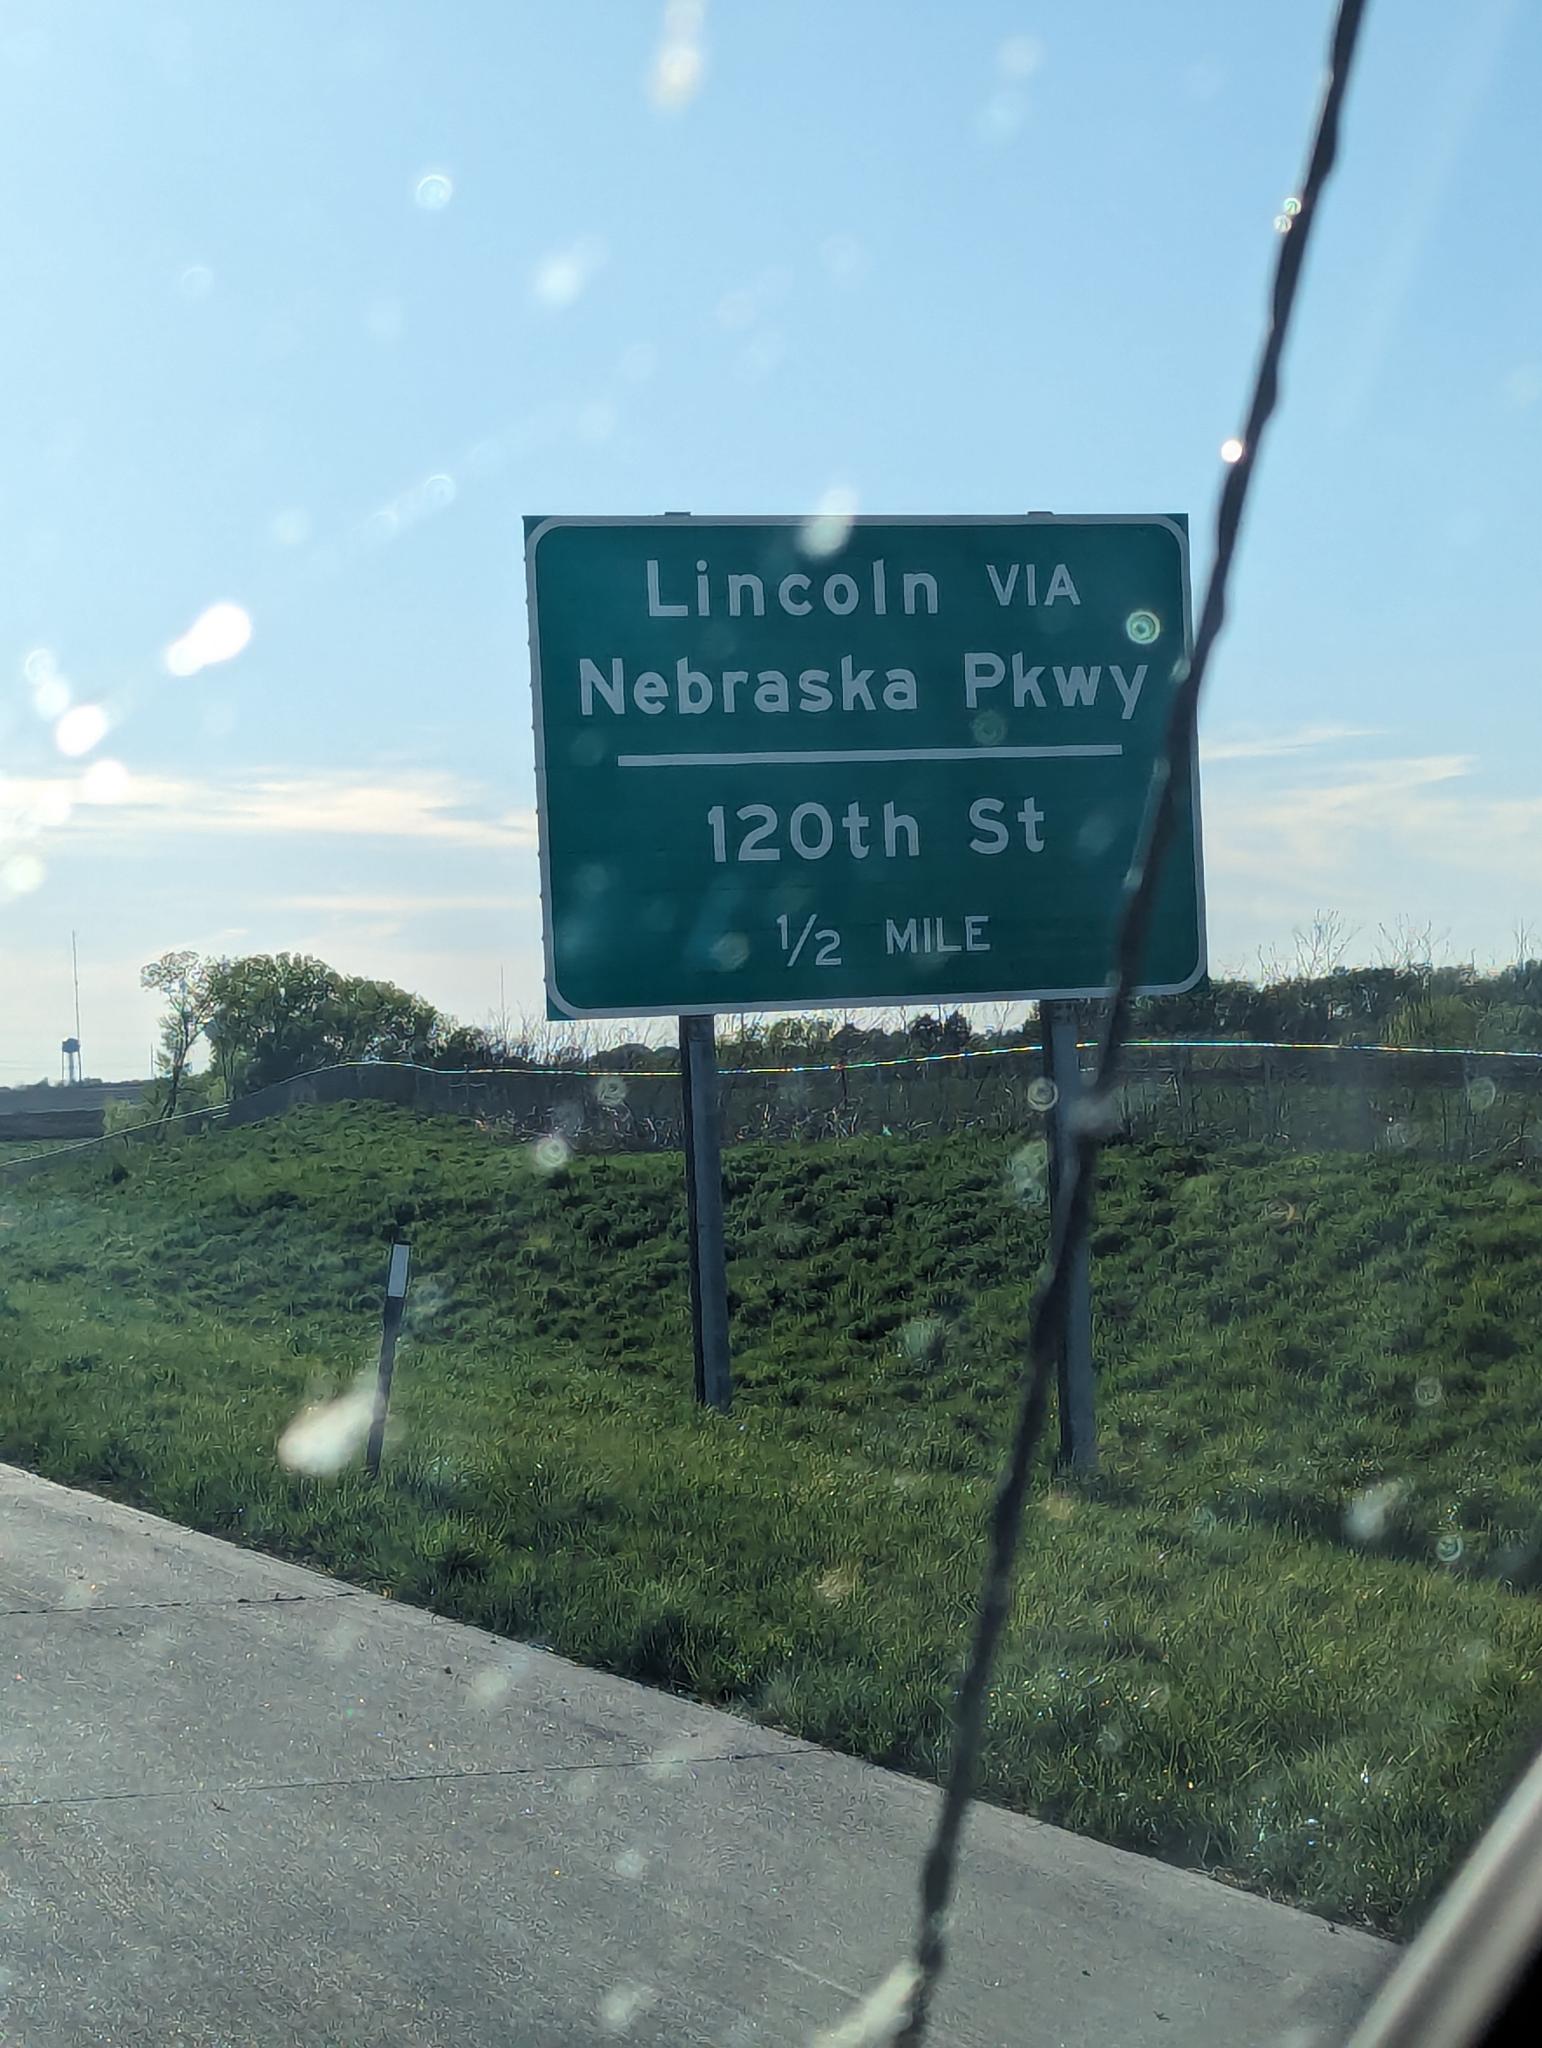 Lincoln VIA
Nebraska Pkwy
120th St
1/2 MILE